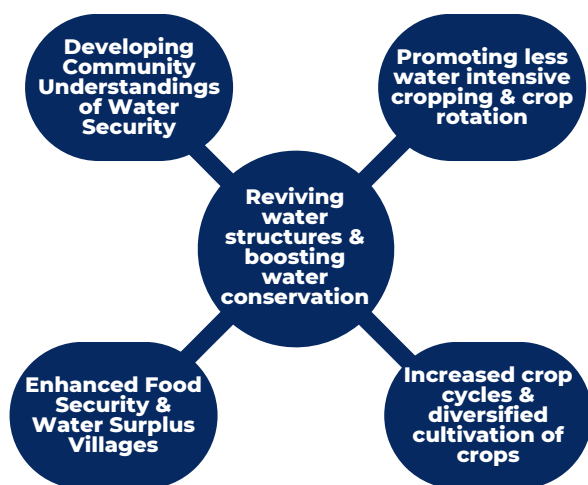 Developing
Community
Understandings
of Water
Security
Promoting less
water intensive
cropping & crop
rotation
Reviving
water
structures &
boosting
water
conservation
Enhanced Food
Security &
Water Surplus
Villages
Increased crop
cycles &
diversified
cultivation of
crops